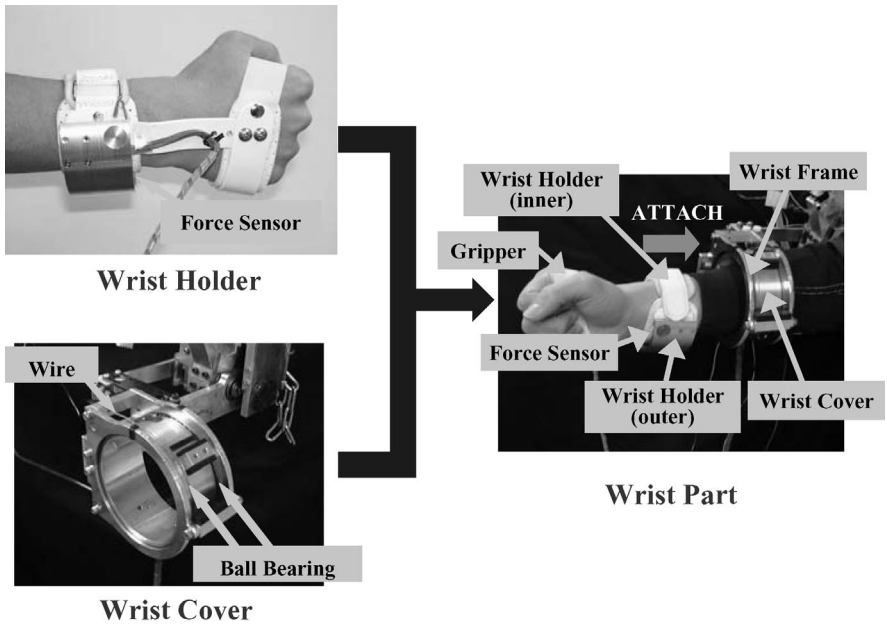 Force Sensor
Wrist Holder
Wire
Ball Bearing
Wrist Cover
Wrist Holder
(inner)
Wrist Frame
ATTACH
Gripper
Force Sensor
Wrist Holder
(outer)
Wrist Cover
Wrist Part